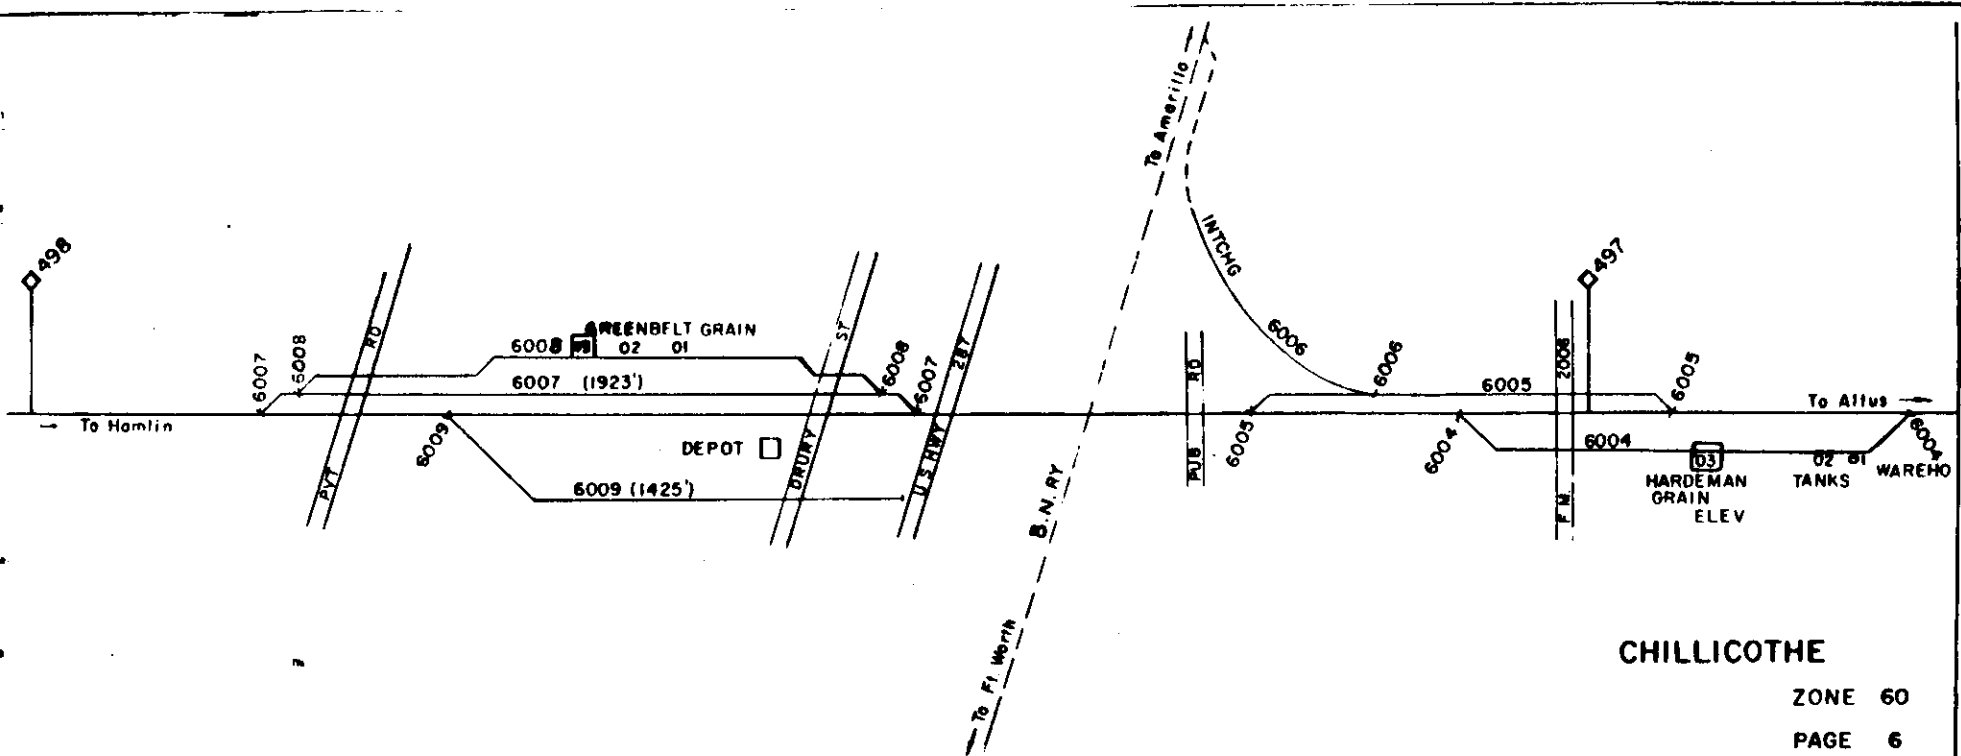 498
To Hamlin
6007
6008
PVT RD
6008
GREENBELT GRAIN
02 01
6007 (1923')
6009
6009 (1425')
DEPOT
DRURY ST
6008
6007
U S HWY 287
To Amarillo
B.N. RY
To Ft. Worth
INTCHG
6006
6006
PUB RD
6005
6005
6005
497
F M 2006
To Altus
6004
6004
6004
03
HARDEMAN
GRAIN
ELEV
02 01
TANKS
WAREHO
CHILLICOTHE
ZONE 60
PAGE 6